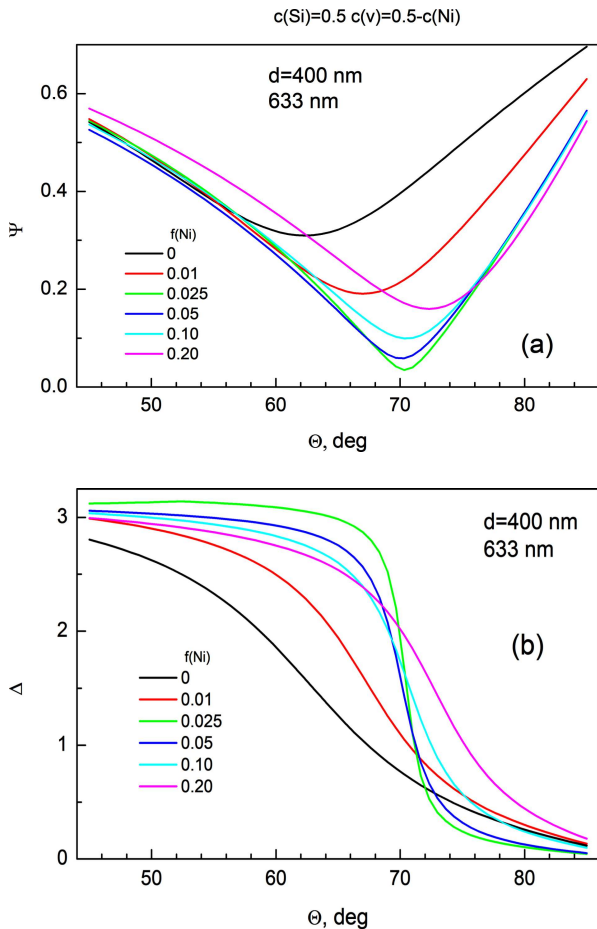 c(Si)=0.5 c(v)=0.5-c(Ni)
d=400 nm
633 nm
0.6
0.4
0.2
0.0
Ψ
f(Ni)
0
0.01
0.025
0.05
0.10
0.20
(a)
50
60
70
80
Θ, deg
d=400 nm
633 nm
3
2
1
0
Δ
f(Ni)
0
0.01
0.025
0.05
0.10
0.20
(b)
50
60
70
80
Θ, deg